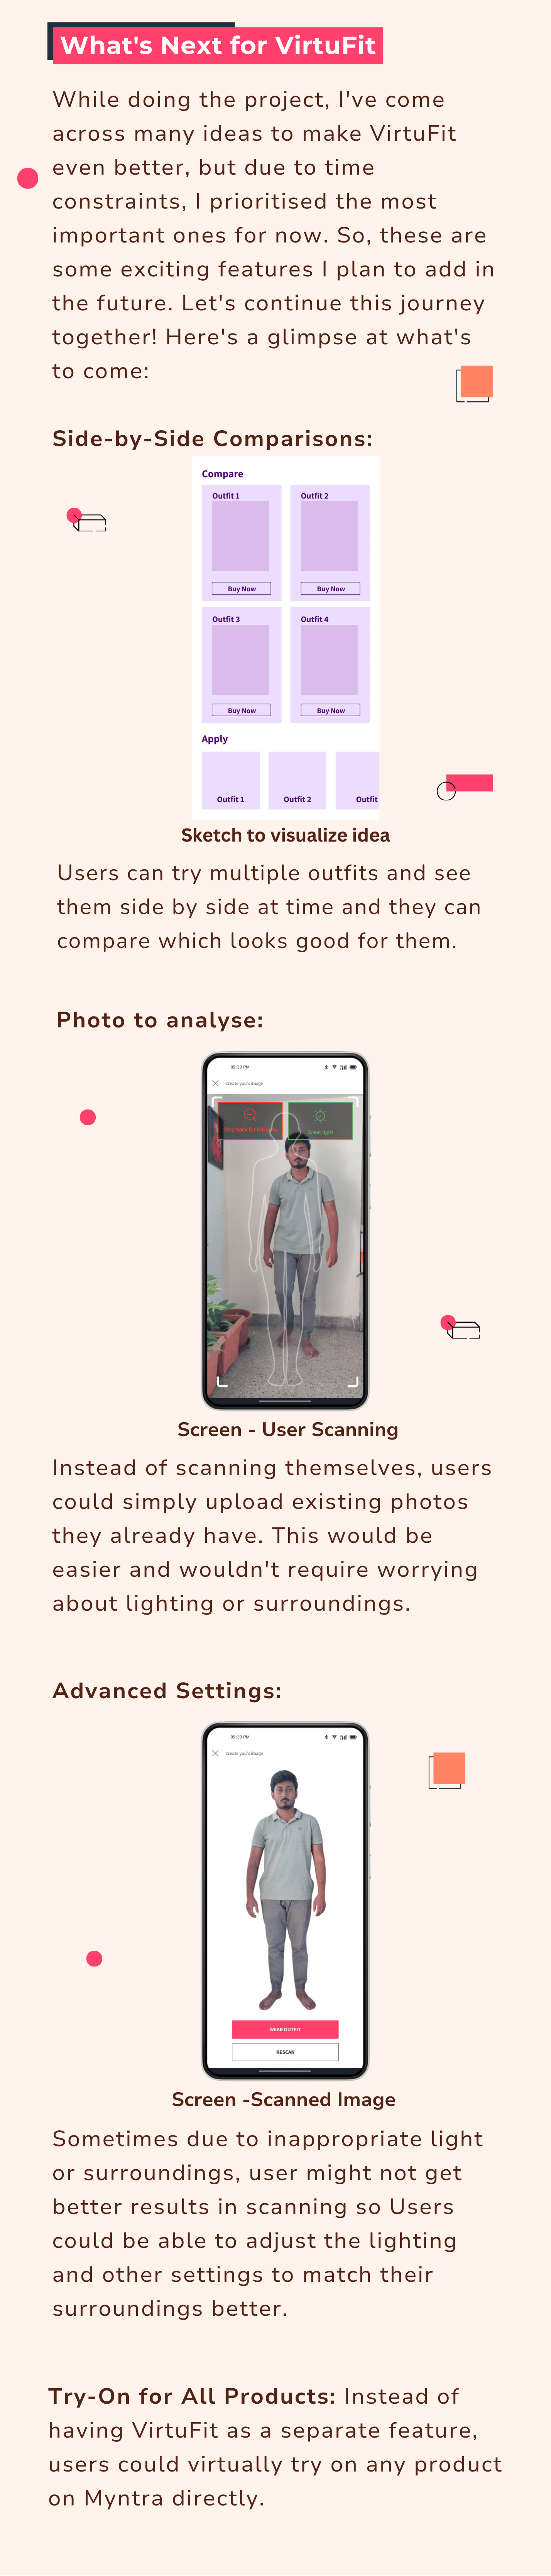 What's Next for VirtuFit
While doing the project, I've come
across many ideas to make VirtuFit
even better, but due to time
constraints, I prioritised the most
important ones for now. So, these are
some exciting features I plan to add in
the future. Let's continue this journey
together! Here's a glimpse at what's
to come:
Side-by-Side Comparisons:
Compare
Outfit 1
Outfit 2
Buy Now
Buy Now
Outfit 3
Outfit 4
Buy Now
Buy Now
Apply
Outfit 1
Outfit 2
Outfit
Sketch to visualize idea
Users can try multiple outfits and see
them side by side at time and they can
compare which looks good for them.
Photo to analyse:
39:30 PM
Create you's image
Great light
Screen - User Scanning
Instead of scanning themselves, users
could simply upload existing photos
they already have. This would be
easier and wouldn't require worrying
about lighting or surroundings.
Advanced Settings:
39:30 PM
Create you's image
WEAR OUTFIT
RESCAN
Screen -Scanned Image
Sometimes due to inappropriate light
or surroundings, user might not get
better results in scanning so Users
could be able to adjust the lighting
and other settings to match their
surroundings better.
Try-On for All Products: Instead of
having VirtuFit as a separate feature,
users could virtually try on any product
on Myntra directly.